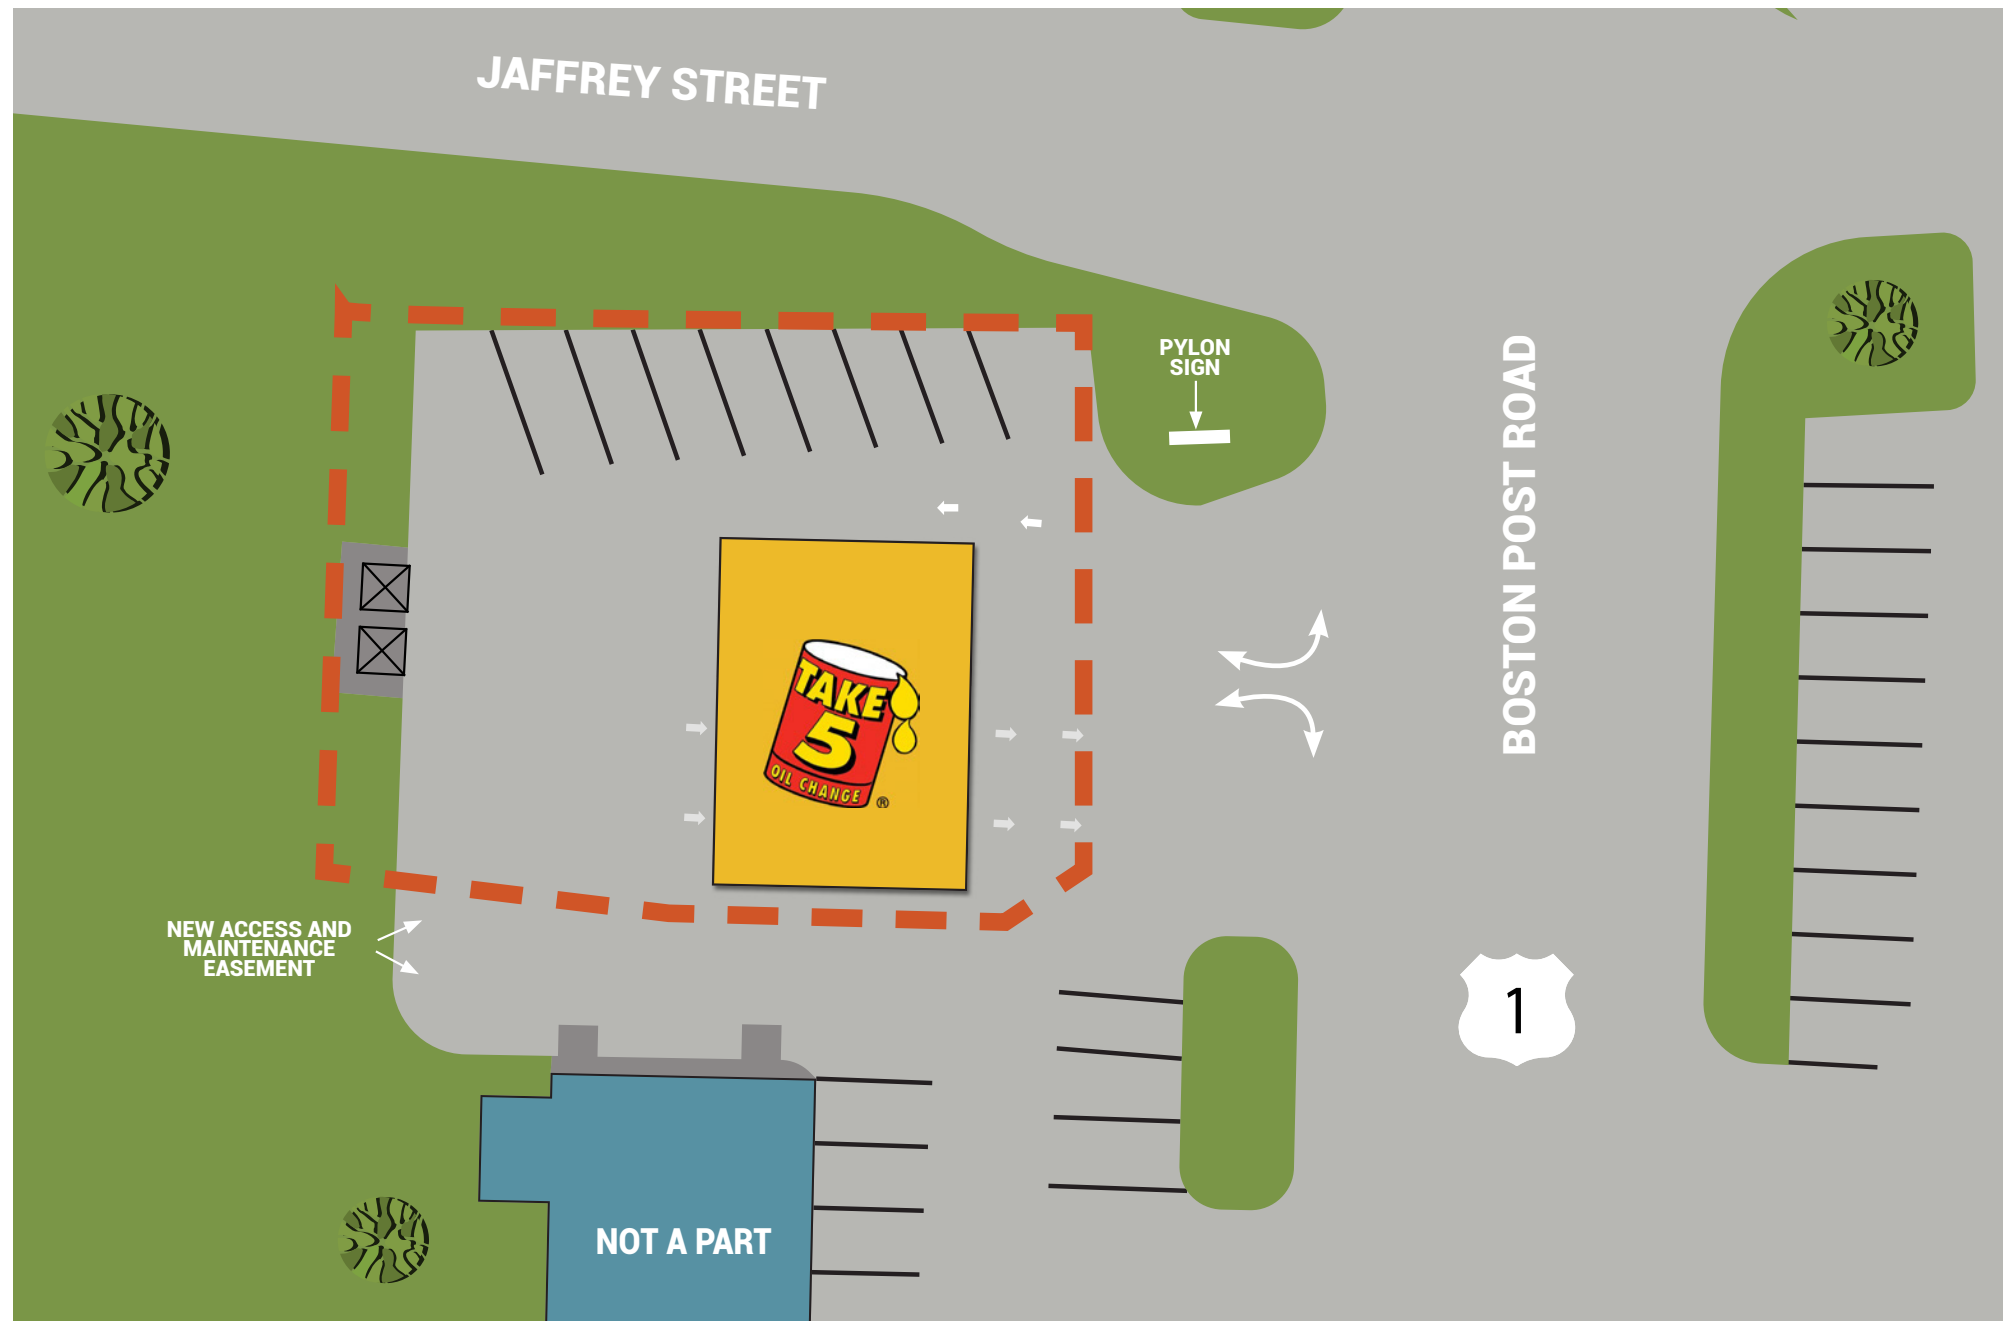 JAFFREY STREET
PYLON
SIGN
BOSTON POST ROAD
TAKE
5
OIL CHANGE
®
NEW ACCESS AND
MAINTENANCE
EASEMENT
1
NOT A PART